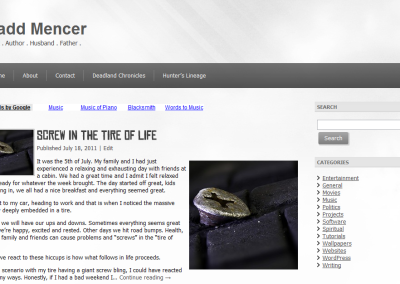 add Mencer
. Author . Husband . Father .
me About Contact Deadland Chronicles Hunter's Lineage
s by Google Music Music of Piano Blacksmith Words to Music
SCREW IN THE TIRE OF LIFE
Published July 18, 2011 | Edit
It was the 5th of July. My family and I had just
experienced a relaxing and exhausting day with friends at
a cabin. We had a great time and I admit I felt relaxed
eady for whatever the week brought. The day started off great, kids
ng in, we all had a nice breakfast and everything seemed great.
t to my car, heading to work and that is when I noticed the massive
deeply embedded in a tire.
we will have our ups and downs. Sometimes everything seems great
e're happy, excited and rested. Other days we hit road bumps. Health,
family and friends can cause problems and "screws" in the "tire of
we react to these hiccups is how what follows in life proceeds.
scenario with my tire having a giant screw bling, I could have reacted
ny ways. Honestly, if I had a bad weekend I... Continue reading →
SEARCH
Search
CATEGORIES
Entertainment
General
Movies
Music
Politics
Projects
Software
Spiritual
Tutorials
Wallpapers
Websites
WordPress
Writing